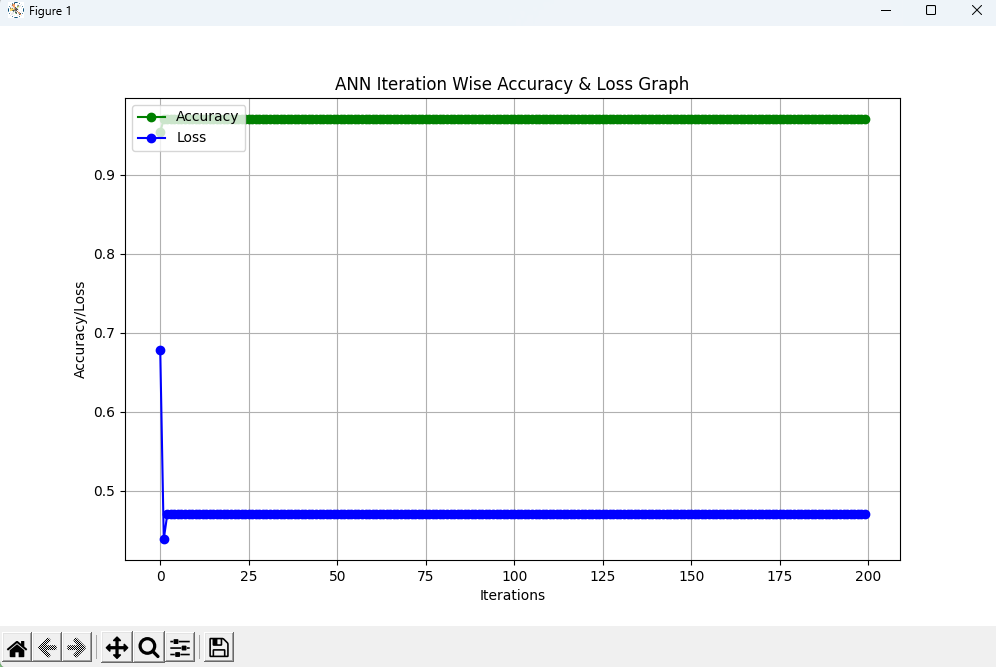 Figure 1
ANN Iteration Wise Accuracy & Loss Graph
Accuracy
Loss
0.9
0.8
0.7
0.6
0.5
Accuracy/Loss
0 25 50 75 100 125 150 175 200
Iterations